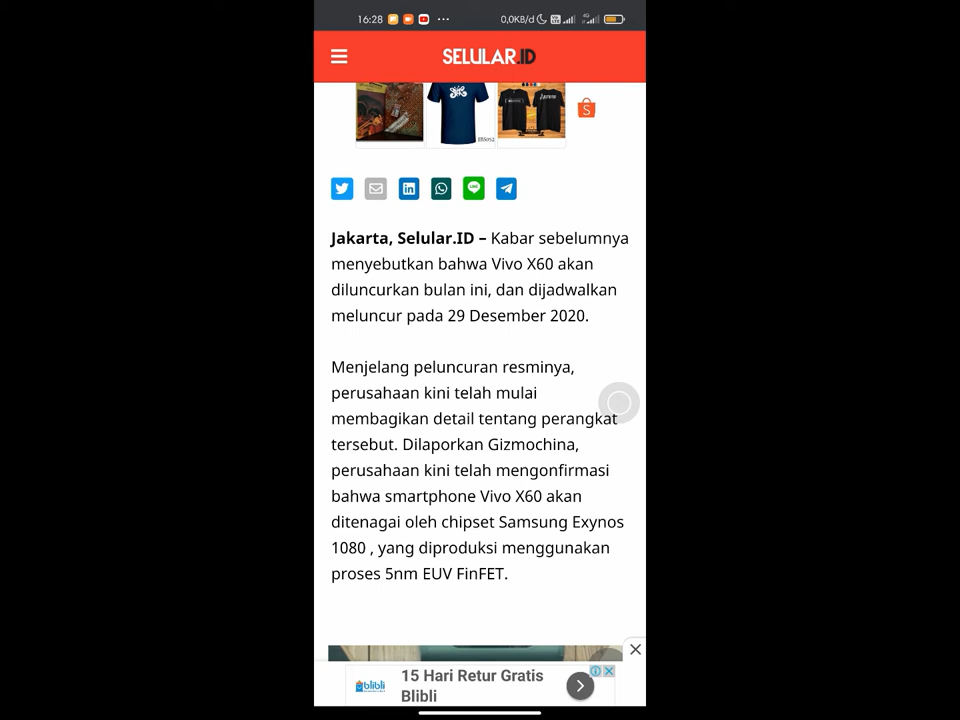 16:28
0,0KB/d
4G
SELULAR.ID
Jakarta, Selular.ID – Kabar sebelumnya
menyebutkan bahwa Vivo X60 akan
diluncurkan bulan ini, dan dijadwalkan
meluncur pada 29 Desember 2020.
Menjelang peluncuran resminya,
perusahaan kini telah mulai
membagikan detail tentang perangkat
tersebut. Dilaporkan Gizmochina,
perusahaan kini telah mengonfirmasi
bahwa smartphone Vivo X60 akan
ditenagai oleh chipset Samsung Exynos
1080 , yang diproduksi menggunakan
proses 5nm EUV FinFET.
blibli
15 Hari Retur Gratis
Blibli